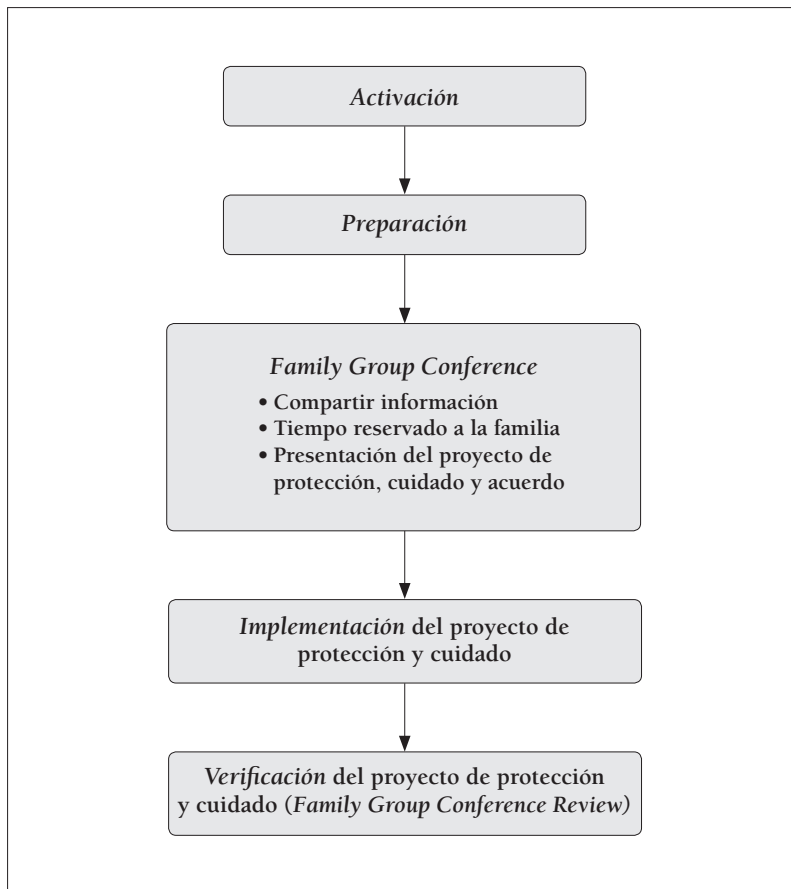 Activación
Preparación
Family Group Conference
• Compartir información
• Tiempo reservado a la familia
• Presentación del proyecto de
protección, cuidado y acuerdo
Implementación del proyecto de
protección y cuidado
Verificación del proyecto de protección
y cuidado (Family Group Conference Review)